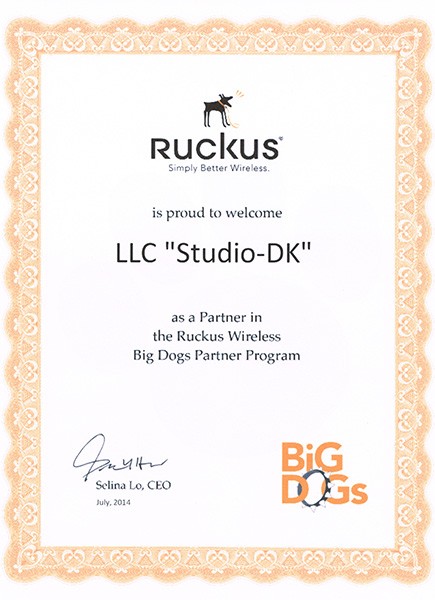 Ruckus®
Simply Better Wireless.
is proud to welcome
LLC "Studio-DK"
as a Partner in
the Ruckus Wireless
Big Dogs Partner Program
Selina Lo, CEO
July, 2014
BiG
DOGs